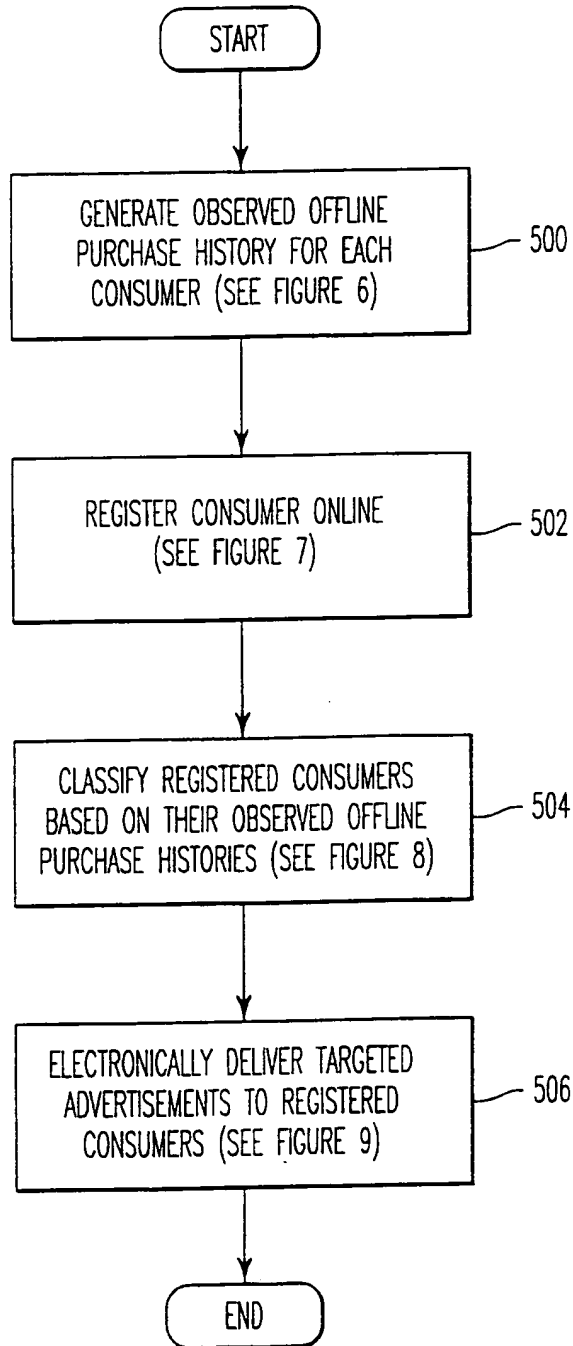 START
GENERATE OBSERVED OFFLINE
PURCHASE HISTORY FOR EACH
CONSUMER (SEE FIGURE 6)
500
REGISTER CONSUMER ONLINE
(SEE FIGURE 7)
502
CLASSIFY REGISTERED CONSUMERS
BASED ON THEIR OBSERVED OFFLINE
PURCHASE HISTORIES (SEE FIGURE 8)
504
ELECTRONICALLY DELIVER TARGETED
ADVERTISEMENTS TO REGISTERED
CONSUMERS (SEE FIGURE 9)
506
END